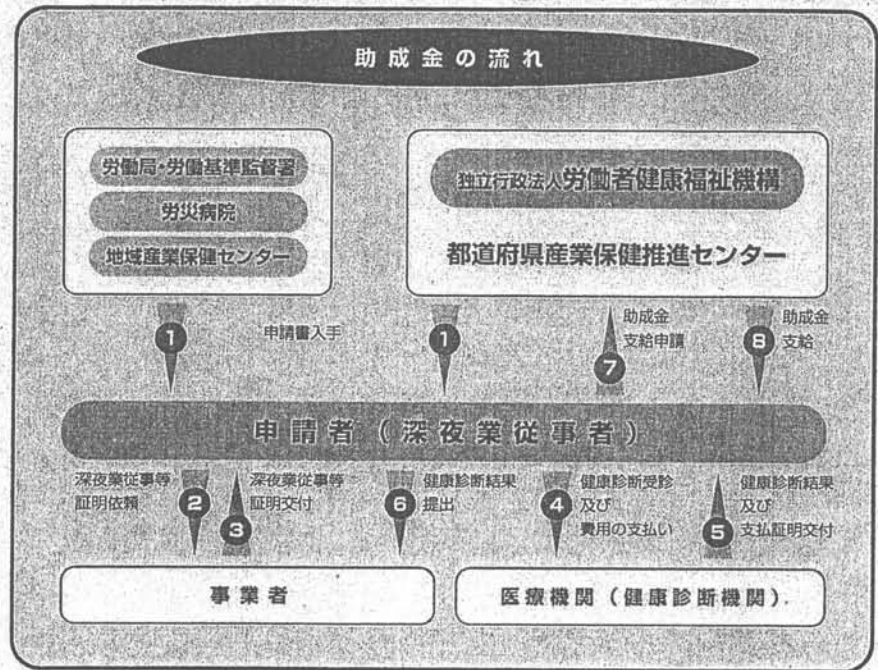 助成金の流れ
労働局・労働基準監督署
労災病院
地域産業保健センター
独立行政法人労働者健康福祉機構
都道府県産業保健推進センター
1
申請書入手
1
助成金
支給申請
7
8
助成金
支給
申請者(深夜業従事者)
深夜業従事等
証明依頼
2
3
深夜業従事等
証明交付
6
健康診断結果
提出
4
健康診断受診
及び
費用の支払い
5
健康診断結果
及び
支払証明交付
事業者
医療機関(健康診断機関)